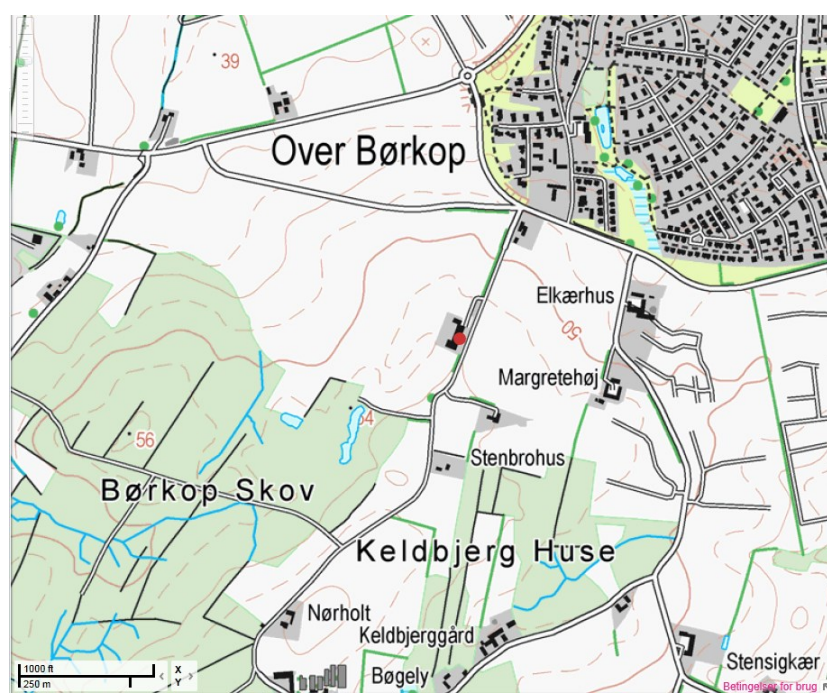 39
Over Børkop
Elkærhus
50
Margretehøj
54
56
Stenbrohus
Børkop Skov
Keldbjerg Huse
Nørholt
Keldbjerggård
Bøgely
Stensigkær
1000 ft
250 m
X
Y
Betingelser for brug